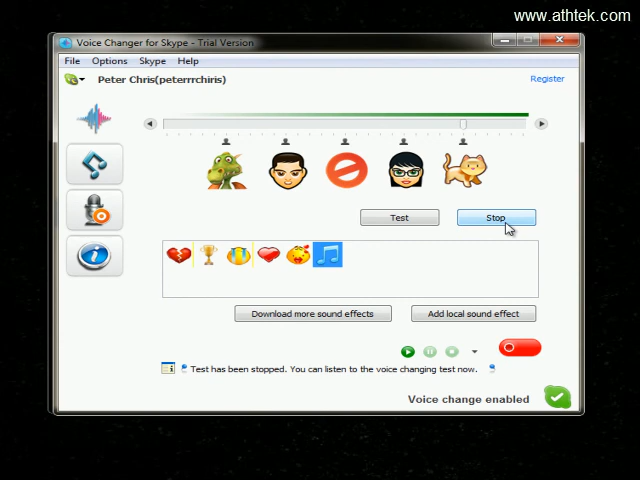 www.athtek.com
Voice Changer for Skype - Trial Version
File Options Skype Help
Peter Chris(peterrrchiris)
Register
Test
Stop
Download more sound effects
Add local sound effect
Test has been stopped. You can listen to the voice changing test now.
Voice change enabled